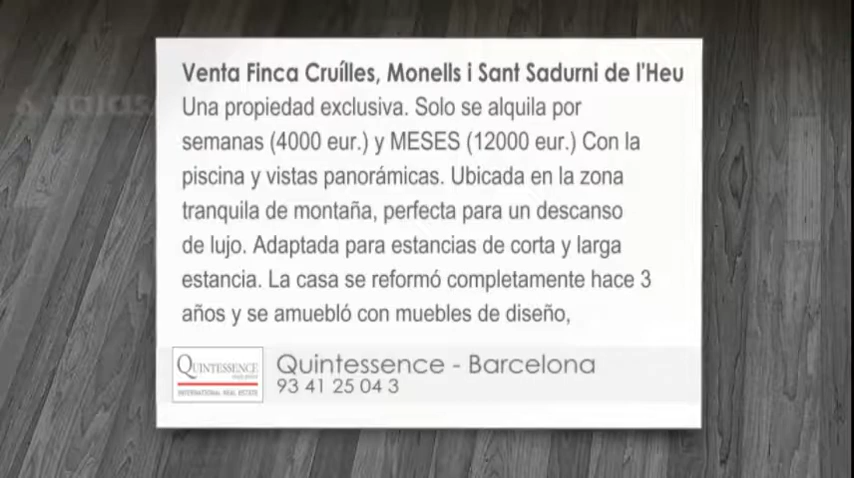 Venta Finca Cruílles, Monells i Sant Sadurni de l'Heu
Una propiedad exclusiva. Solo se alquila por
semanas (4000 eur.) y MESES (12000 eur.) Con la
piscina y vistas panorámicas. Ubicada en la zona
tranquila de montaña, perfecta para un descanso
de lujo. Adaptada para estancias de corta y larga
estancia. La casa se reformó completamente hace 3
años y se amuebló con muebles de diseño,
QUINTESSENCE
INTERNATIONAL REAL ESTATE
Quintessence - Barcelona
93 41 25 04 3